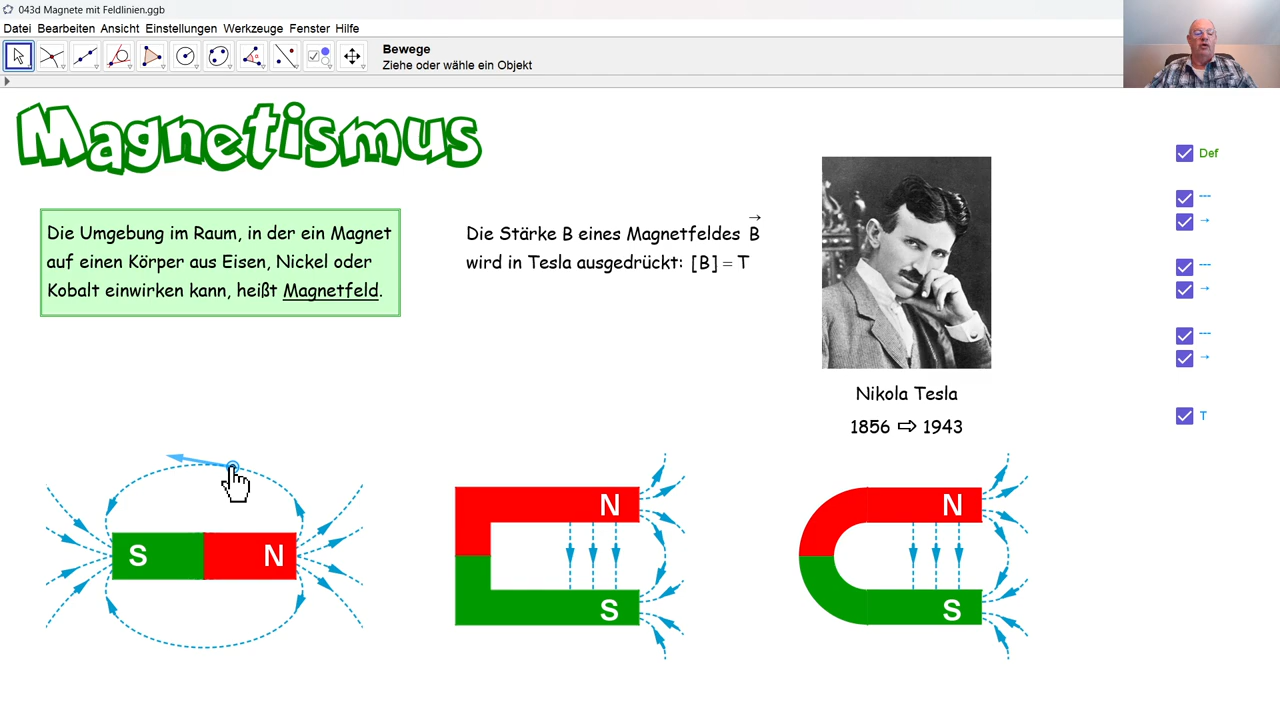 043d Magnete mit Feldlinien.ggb
Datei Bearbeiten Ansicht Einstellungen Werkzeuge Fenster Hilfe
Bewege
Ziehe oder wähle ein Objekt
Magnetismus
Def
Die Umgebung im Raum, in der ein Magnet
auf einen Körper aus Eisen, Nickel oder
Kobalt einwirken kann, heißt Magnetfeld.
Die Stärke B eines Magnetfeldes B⃗
wird in Tesla ausgedrückt: [B] = T
---
→
---
→
---
→
T
Nikola Tesla
1856 ⇨ 1943
S N
N
S
N
S